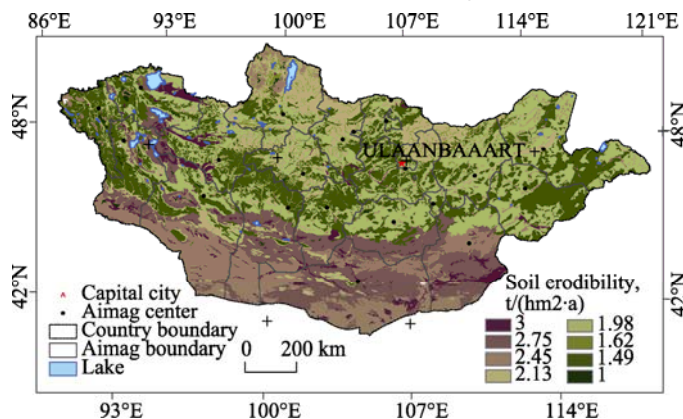 86°E 93°E 100°E 107°E 114°E 121°E
48°N
48°N
ULAANBAAART
42°N
42°N
Capital city
Aimag center
Country boundary
Aimag boundary
Lake
0 200 km
Soil erodibility,
t/(hm2·a)
3 1.98
2.75 1.62
2.45 1.49
2.13 1
93°E 100°E 107°E 114°E